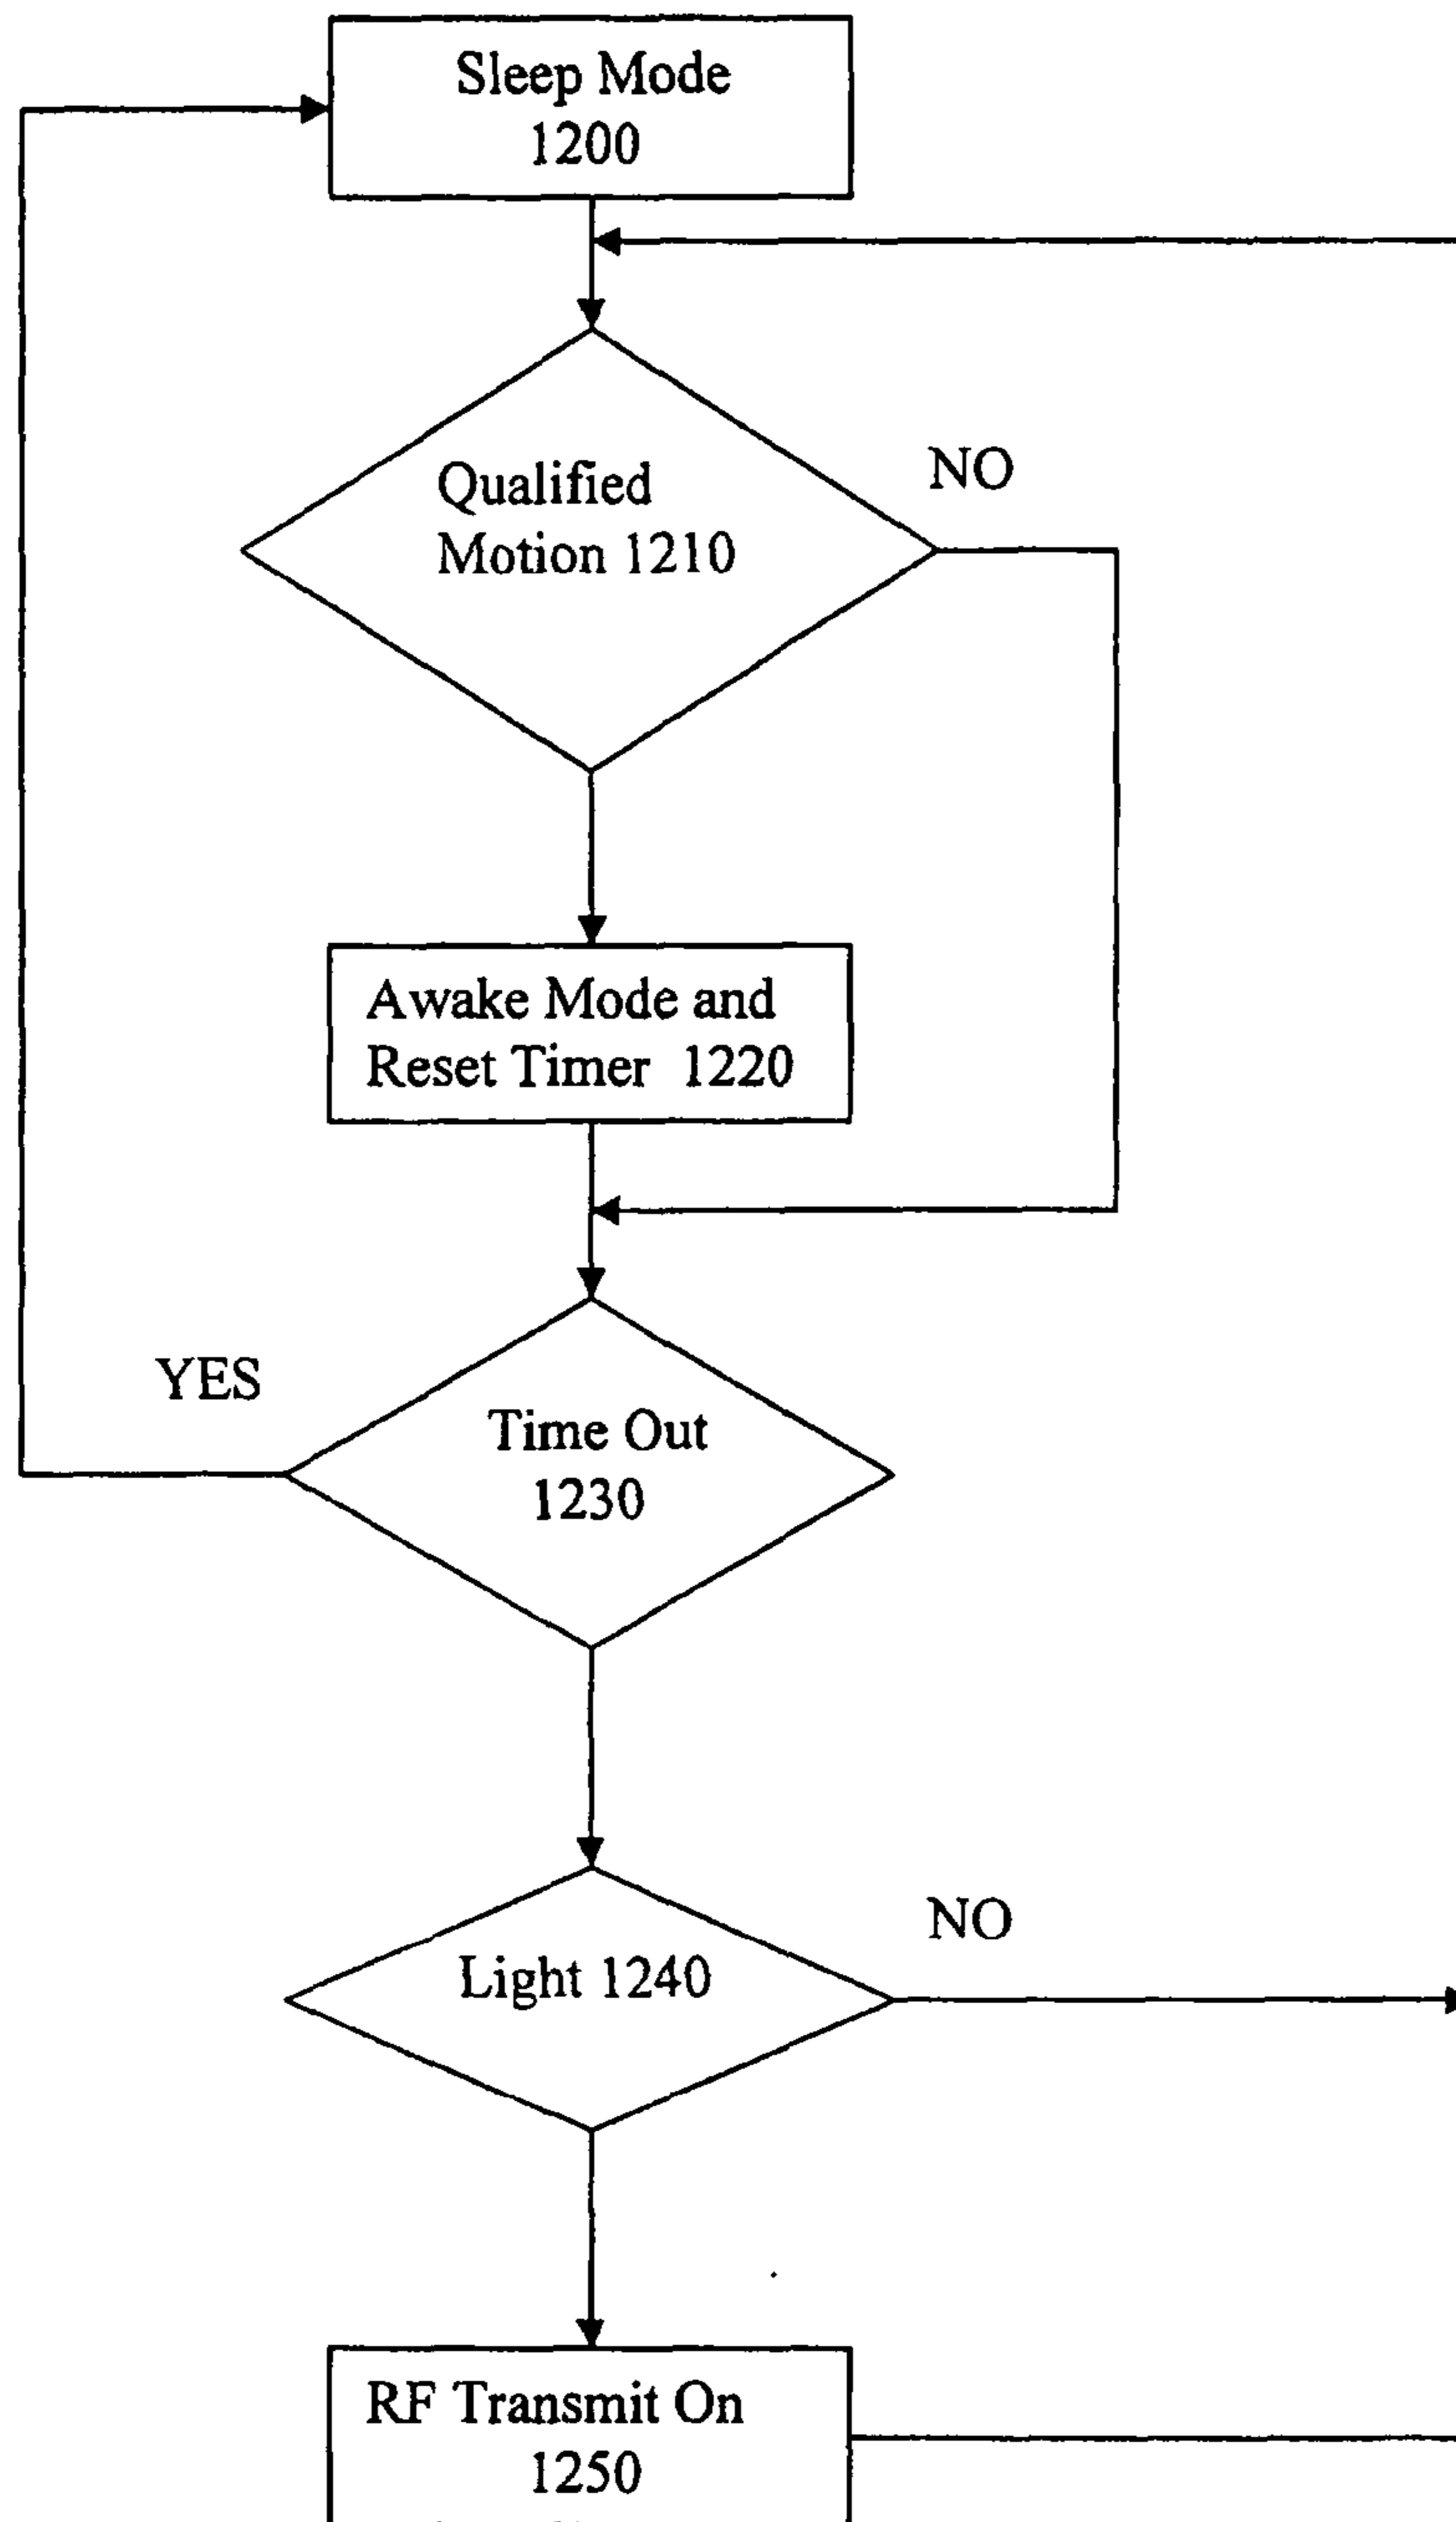 Sleep Mode
1200
Qualified
Motion 1210
NO
Awake Mode and
Reset Timer 1220
YES
Time Out
1230
NO
Light 1240
RF Transmit On
1250